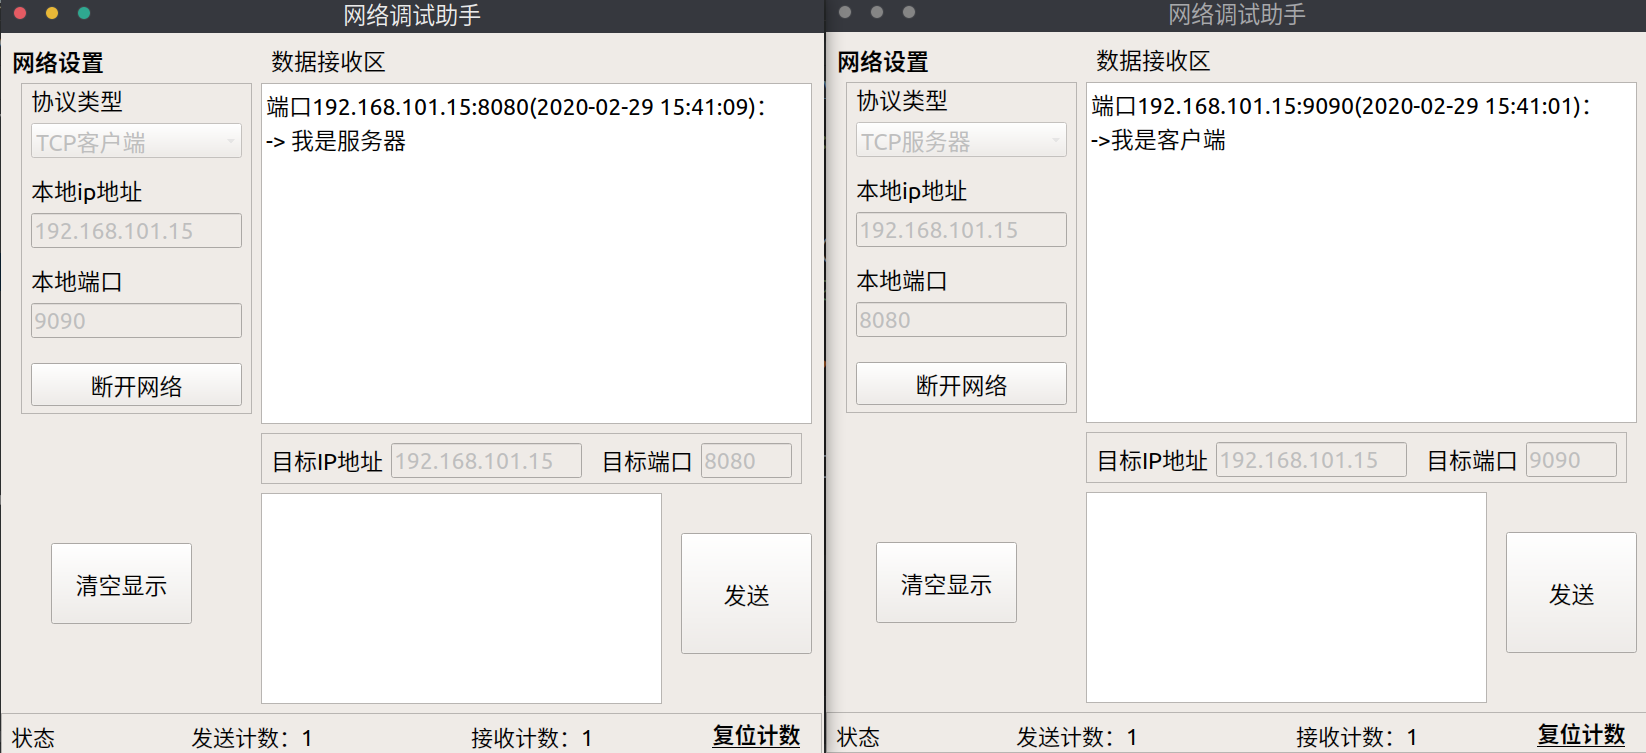 网络调试助手
网络设置
数据接收区
协议类型
TCP客户端
本地ip地址
192.168.101.15
本地端口
9090
断开网络
端口192.168.101.15:8080(2020-02-29 15:41:09)：
-> 我是服务器
目标IP地址 192.168.101.15 目标端口 8080
清空显示
发送
状态 发送计数：1 接收计数：1 复位计数
网络调试助手
网络设置
数据接收区
协议类型
TCP服务器
本地ip地址
192.168.101.15
本地端口
8080
断开网络
端口192.168.101.15:9090(2020-02-29 15:41:01)：
->我是客户端
目标IP地址 192.168.101.15 目标端口 9090
清空显示
发送
状态 发送计数：1 接收计数：1 复位计数